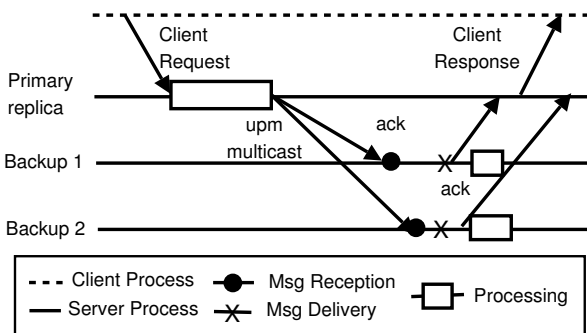 Client
Request
Client
Response
Primary
replica
upm
multicast
ack
Backup 1
ack
Backup 2
Client Process
Msg Reception
Processing
Server Process
Msg Delivery